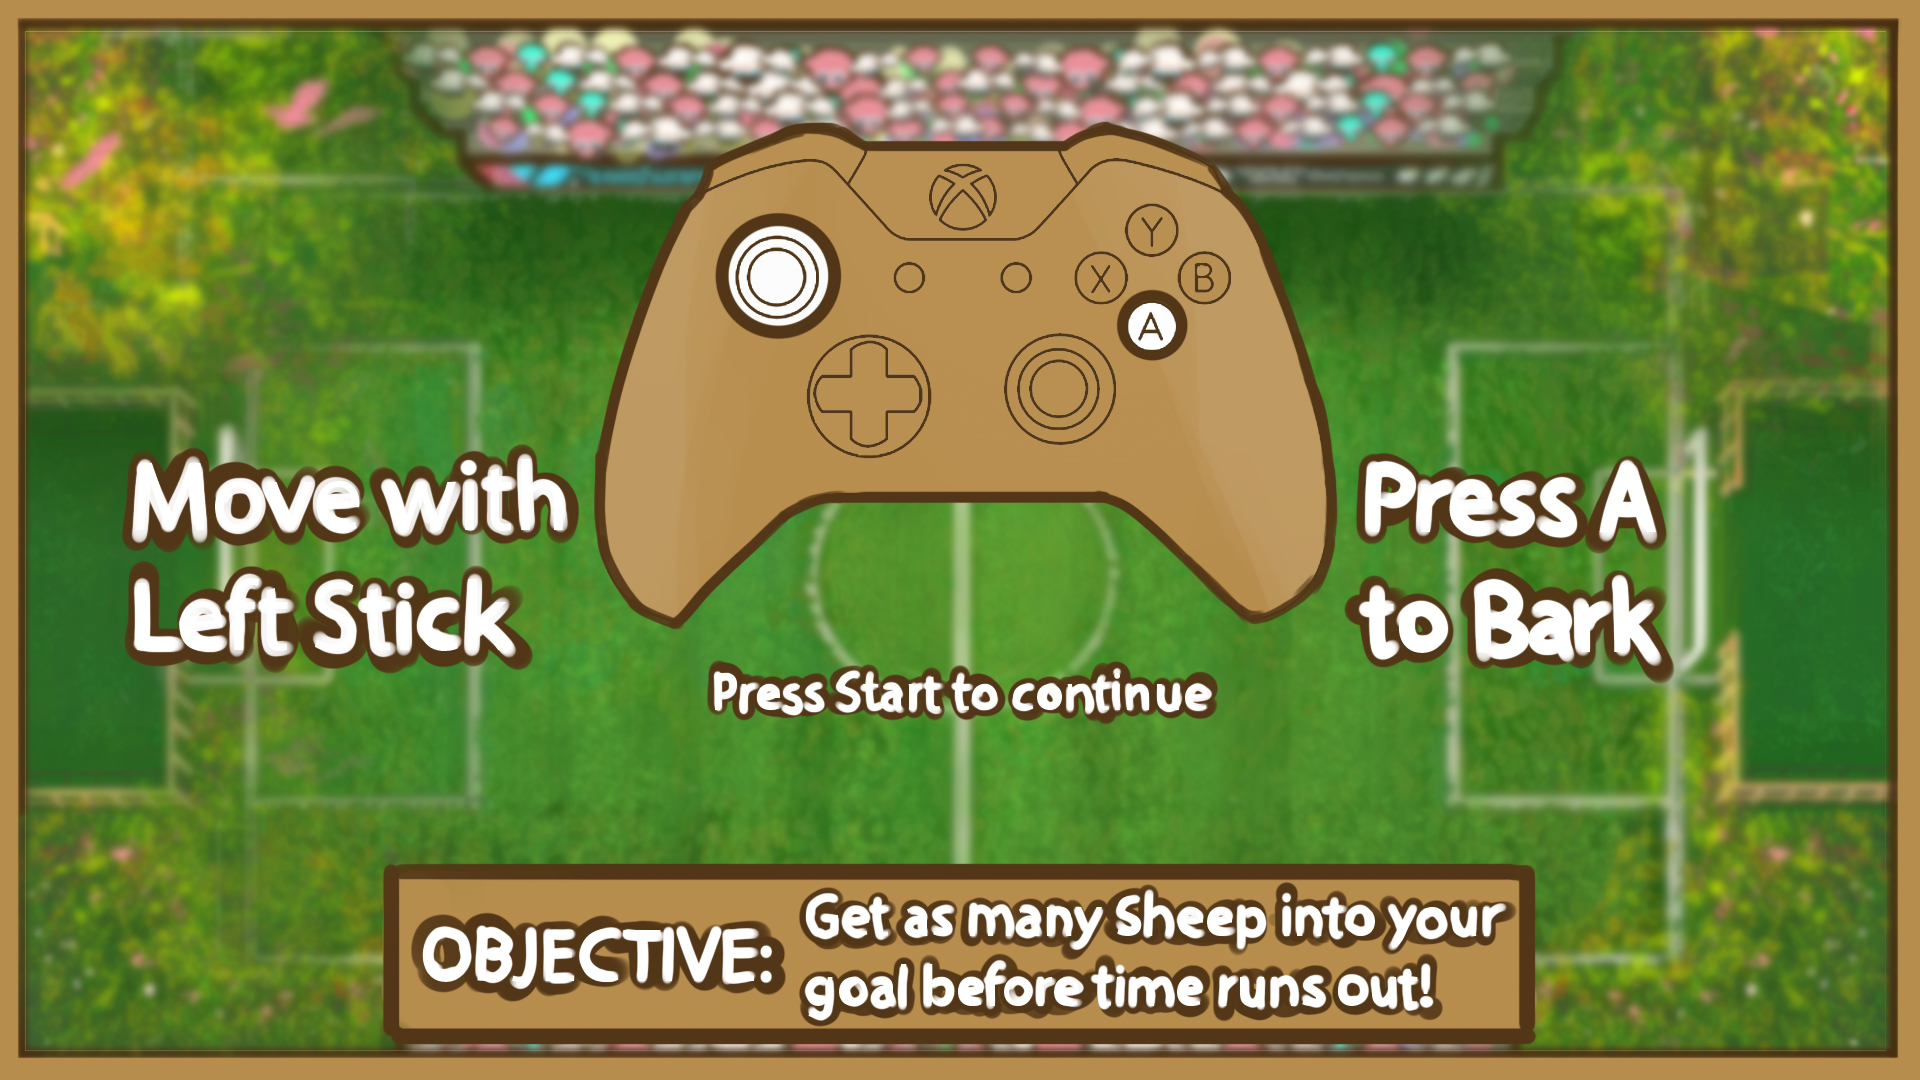 Y
X B
A
Move with
Left Stick
Press A
to Bark
Press Start to continue
OBJECTIVE:
Get as many Sheep into your
goal before time runs out!